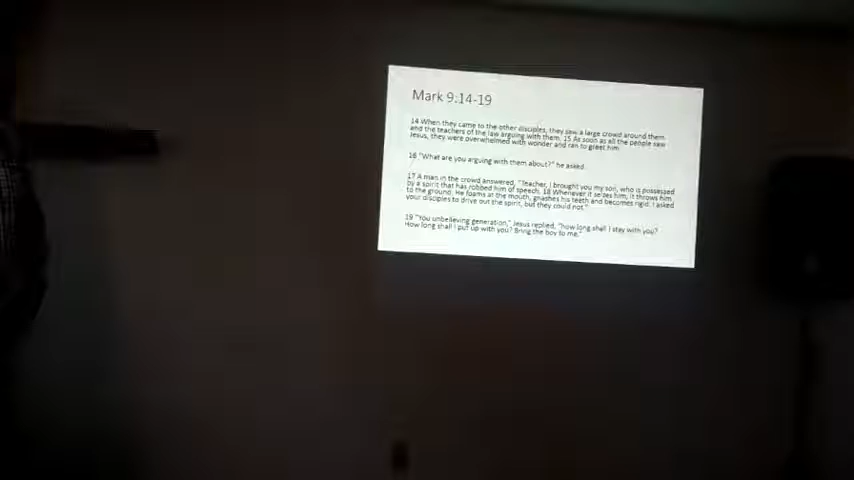 Mark 9:14-19
14 When they came to the other disciples, they saw a large crowd around them
and the teachers of the law arguing with them. 15 As soon as all the people saw
Jesus, they were overwhelmed with wonder and ran to greet him.
16 "What are you arguing with them about?" he asked.
17 A man in the crowd answered, "Teacher, I brought you my son, who is possessed
by a spirit that has robbed him of speech. 18 Whenever it seizes him, it throws him
to the ground. He foams at the mouth, gnashes his teeth and becomes rigid. I asked
your disciples to drive out the spirit, but they could not."
19 "You unbelieving generation," Jesus replied, "how long shall I stay with you?
How long shall I put up with you? Bring the boy to me."